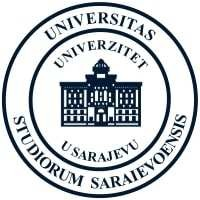 UNIVERSITAS
STUDIORUM SARAIEVOENSIS
UNIVERZITET
U SARAJEVU